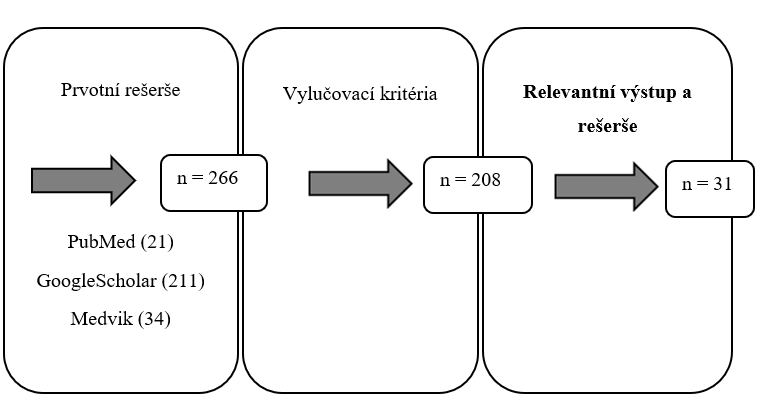 Prvotní rešerše
n = 266
PubMed (21)
GoogleScholar (211)
Medvik (34)
Vylučovací kritéria
n = 208
Relevantní výstup a
rešerše
n = 31